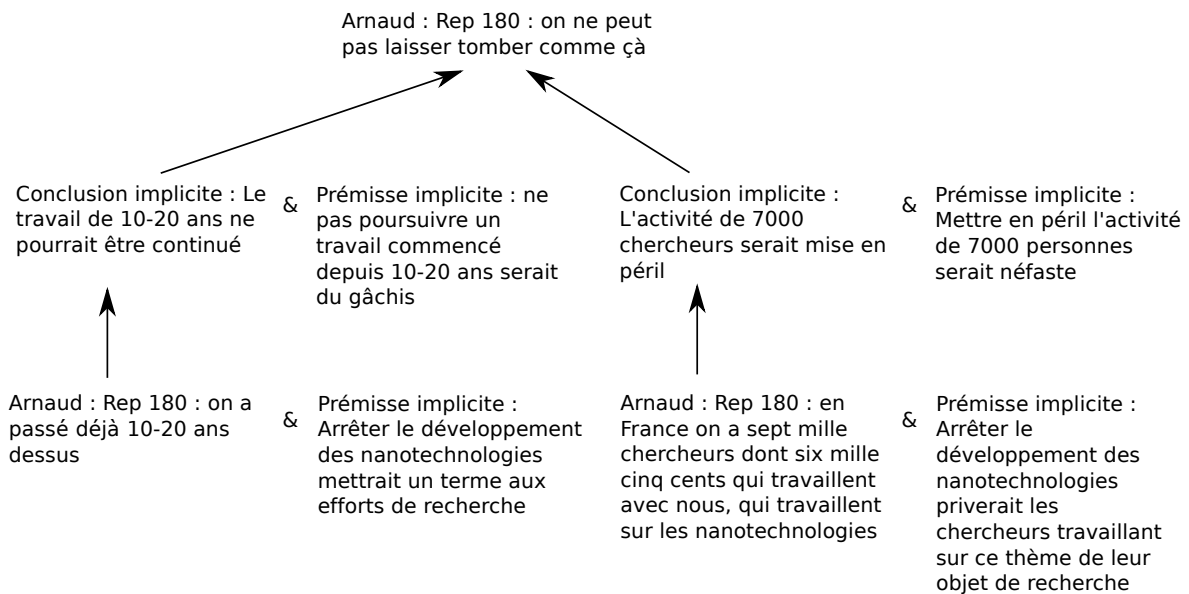 Arnaud : Rep 180 : on ne peut
pas laisser tomber comme çà
Conclusion implicite : Le
travail de 10-20 ans ne
pourrait être continué
&
Prémisse implicite : ne
pas poursuivre un
travail commencé
depuis 10-20 ans serait
du gâchis
Conclusion implicite :
L'activité de 7000
chercheurs serait mise en
péril
&
Prémisse implicite :
Mettre en péril l'activité
de 7000 personnes
serait néfaste
Arnaud : Rep 180 : on a
passé déjà 10-20 ans
dessus
&
Prémisse implicite :
Arrêter le développement
des nanotechnologies
mettrait un terme aux
efforts de recherche
Arnaud : Rep 180 : en
France on a sept mille
chercheurs dont six mille
cinq cents qui travaillent
avec nous, qui travaillent
sur les nanotechnologies
&
Prémisse implicite :
Arrêter le
développement des
nanotechnologies
priverait les
chercheurs travaillant
sur ce thème de leur
objet de recherche